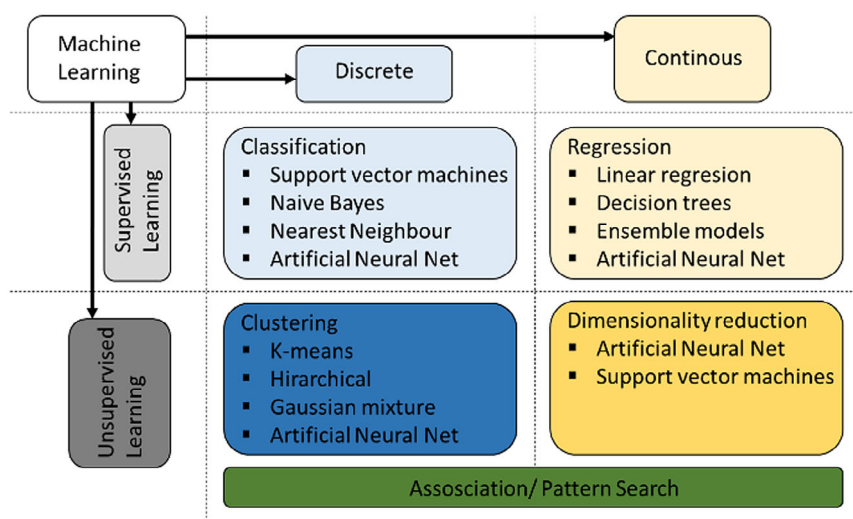 Machine
Learning
Discrete
Continous
Supervised
Learning
Classification
▪ Support vector machines
▪ Naive Bayes
▪ Nearest Neighbour
▪ Artificial Neural Net
Regression
▪ Linear regresion
▪ Decision trees
▪ Ensemble models
▪ Artificial Neural Net
Unsupervised
Learning
Clustering
▪ K-means
▪ Hirarchical
▪ Gaussian mixture
▪ Artificial Neural Net
Dimensionality reduction
▪ Artificial Neural Net
▪ Support vector machines
Assosciation/ Pattern Search